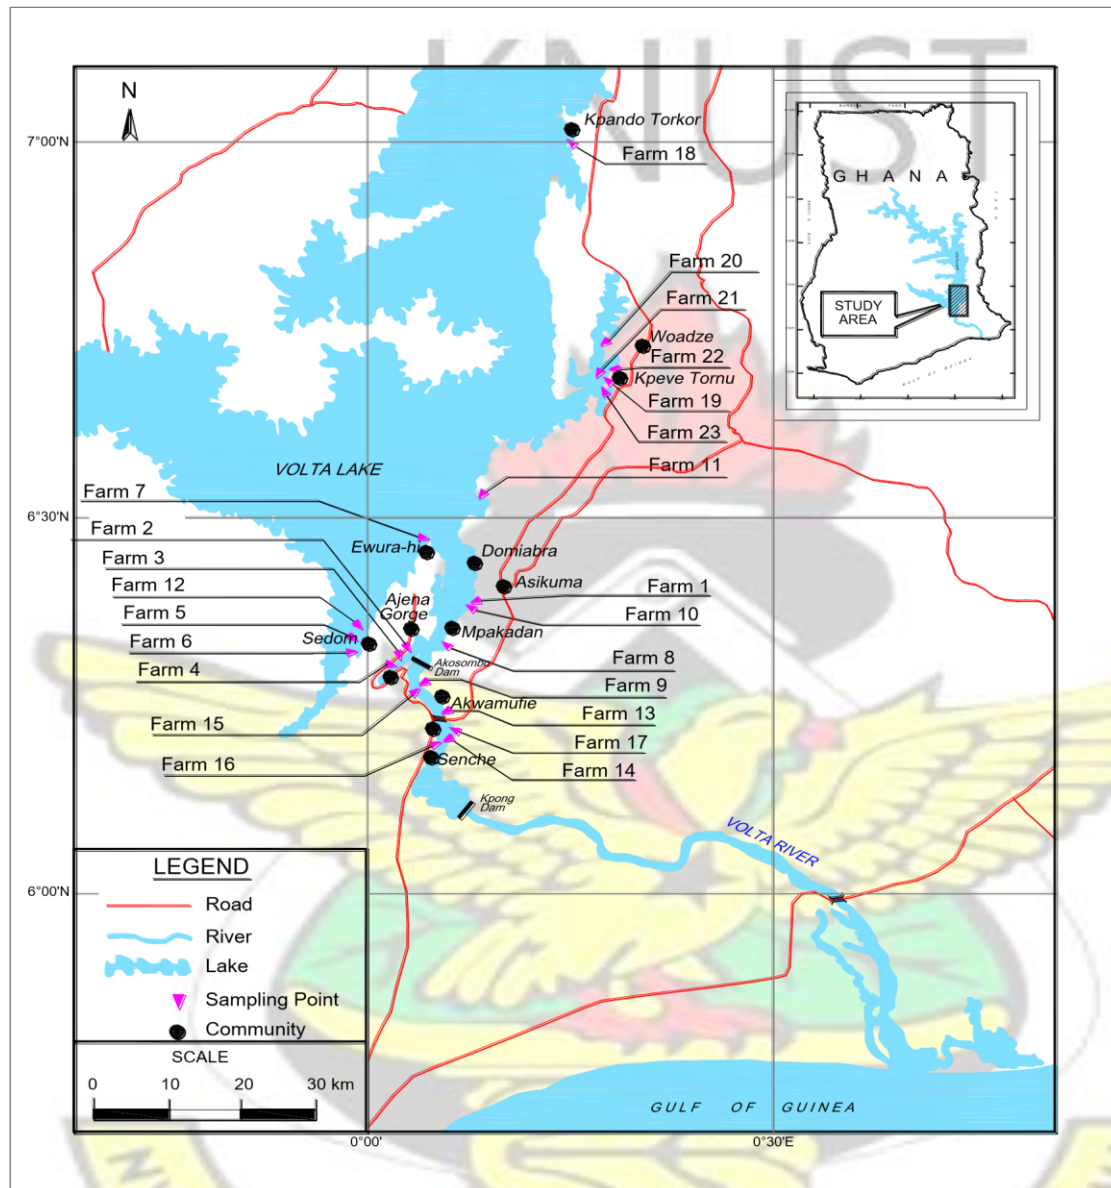 KNUST
N
7°00'N
Kpando Torkor
Farm 18
GHANA
STUDY
AREA
GULF OF GUINEA
Farm 20
Farm 21
Woadze
Farm 22
Kpeve Tornu
Farm 19
Farm 23
VOLTA LAKE
Farm 11
Farm 7
6°30'N
Farm 2
Ewura-hi
Domiabra
Farm 3
Asikuma
Farm 12
Ajena
Gorge
Farm 1
Farm 5
Farm 10
Sedom
Mpakadan
Farm 6
Farm 8
Farm 4
Akosombo
Dam
Farm 9
Akwamufie
Farm 15
Farm 13
Farm 17
Farm 16
Senche
Farm 14
Kpong
Dam
VOLTA RIVER
6°00'N
LEGEND
Road
River
Lake
Sampling Point
Community
SCALE
0 10 20 30 km
GULF OF GUINEA
0°00'
0°30'E